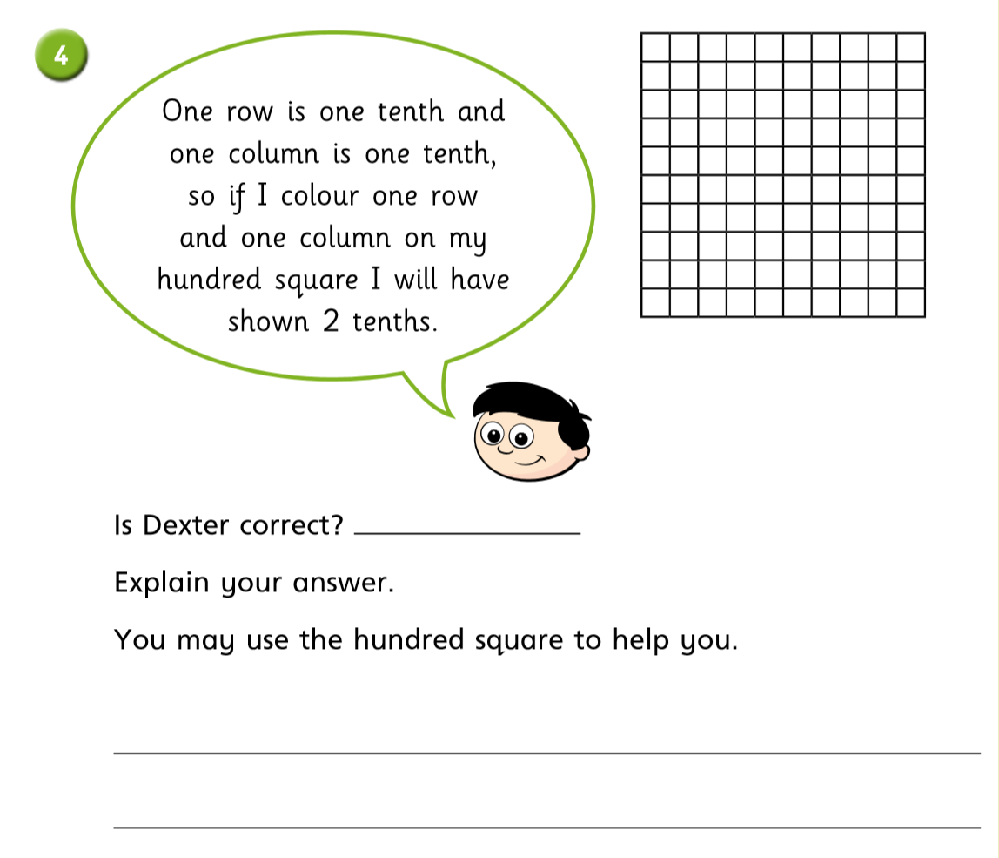 4
One row is one tenth and
one column is one tenth,
so if I colour one row
and one column on my
hundred square I will have
shown 2 tenths.
Is Dexter correct?
Explain your answer.
You may use the hundred square to help you.